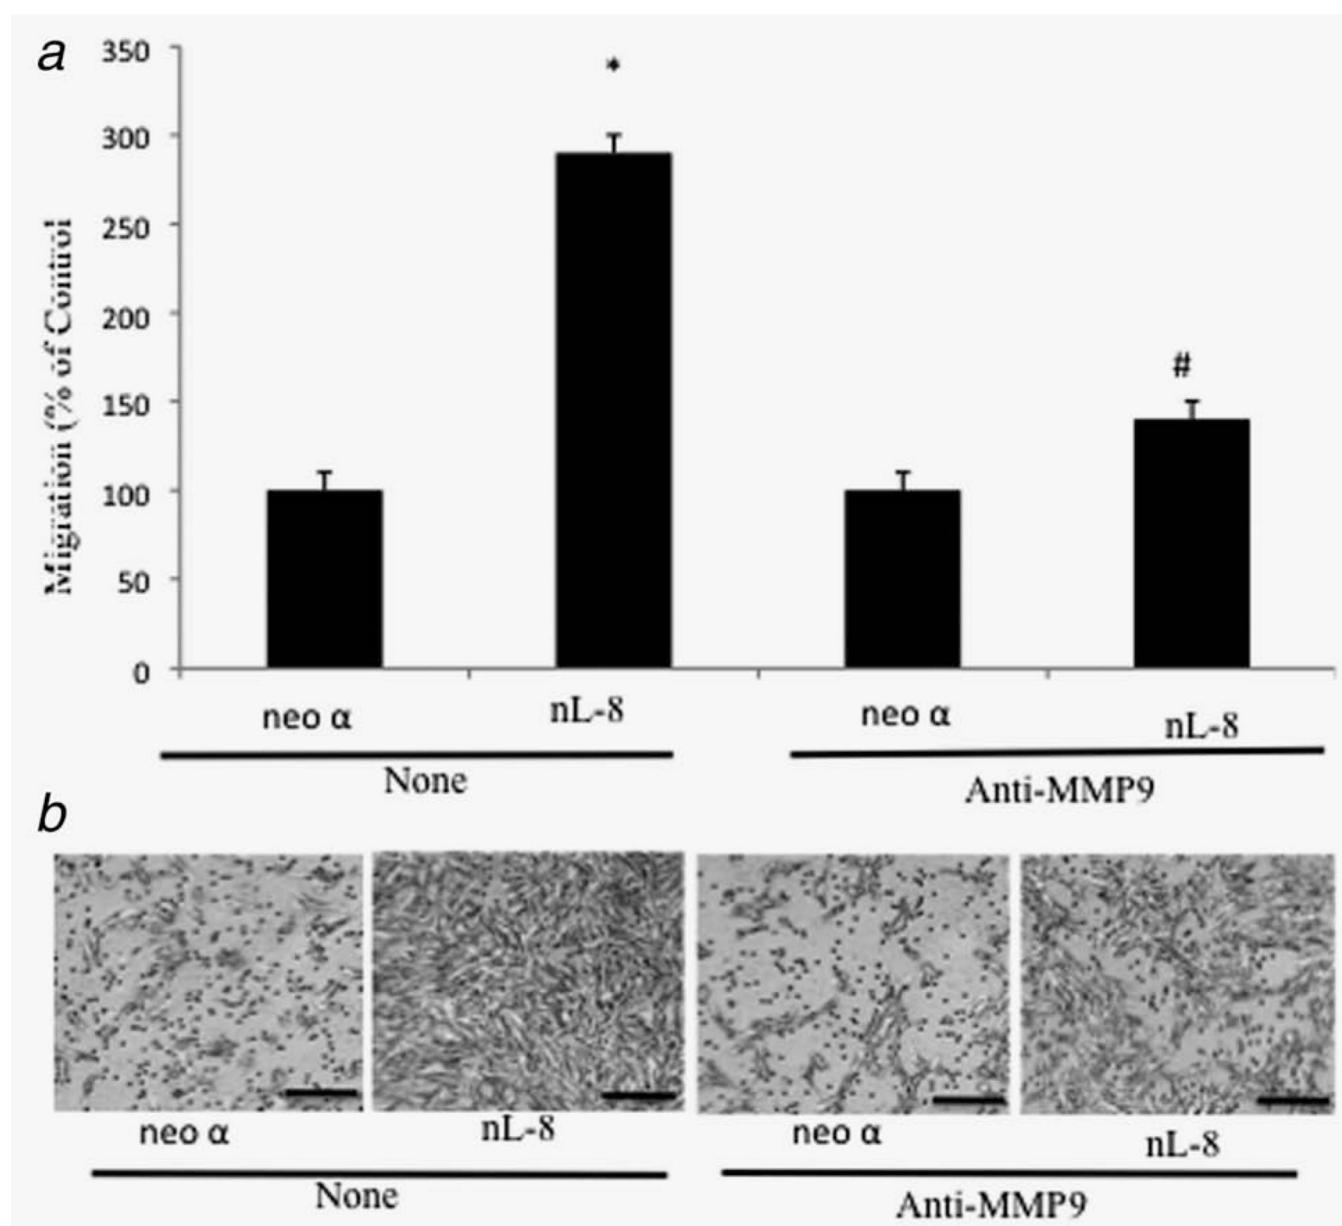 a
350
*
300
250
200
150
#
100
50
0
Migration (% of Control
neo α
nL-8
neo α
nL-8
None
Anti-MMP9
b
neo α
nL-8
neo α
nL-8
None
Anti-MMP9